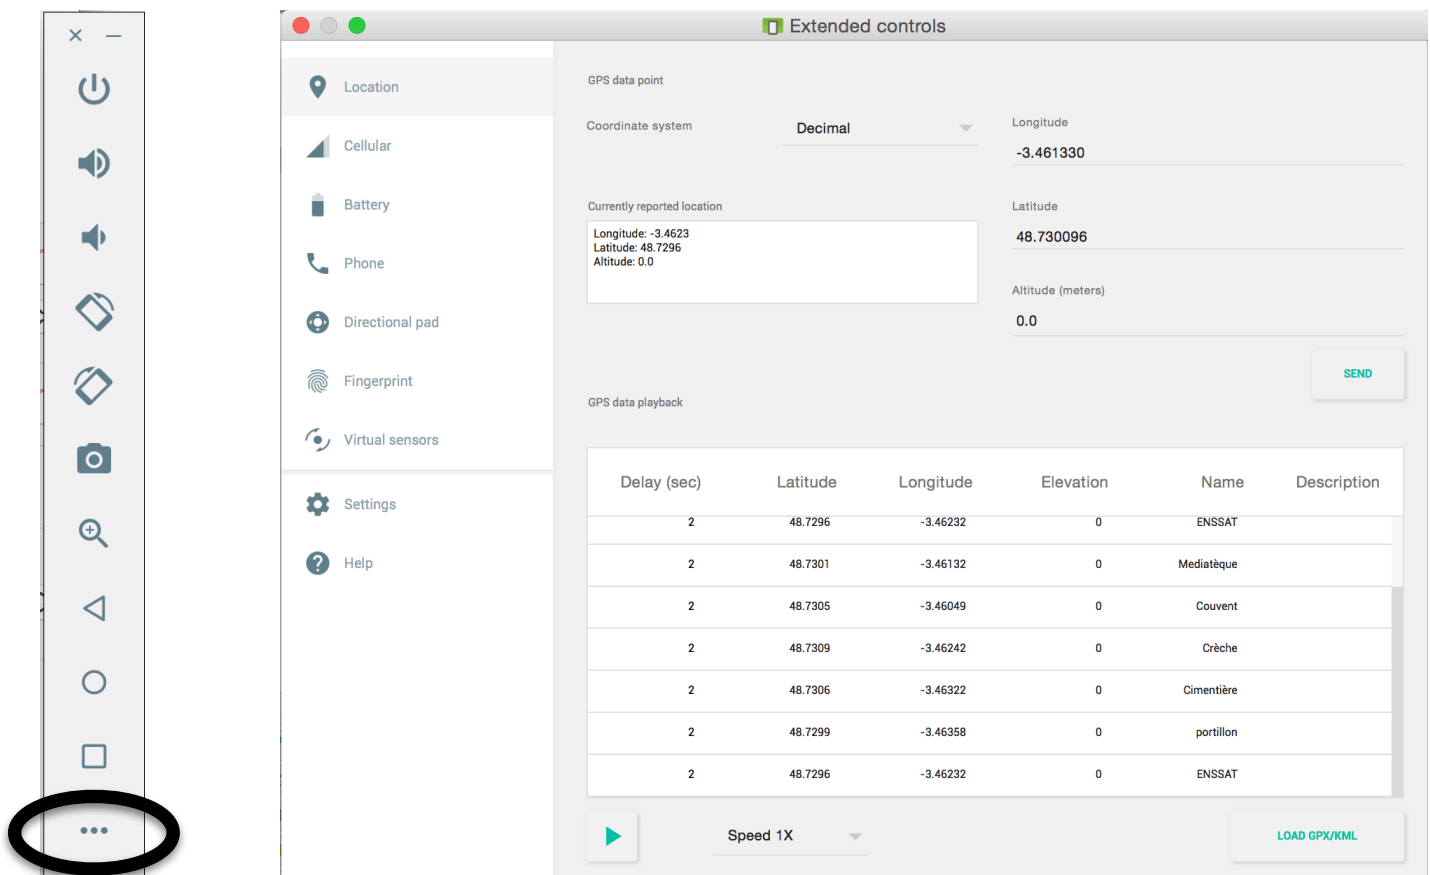 Extended controls
Location
Cellular
Battery
Phone
Directional pad
Fingerprint
Virtual sensors
Settings
Help
GPS data point
Coordinate system
Decimal
Longitude
-3.461330
Currently reported location
Longitude: -3.4623
Latitude: 48.7296
Altitude: 0.0
Latitude
48.730096
Altitude (meters)
0.0
SEND
GPS data playback
Delay (sec) Latitude Longitude Elevation Name Description
2 48.7296 -3.46232 0 ENSSAT
2 48.7301 -3.46132 0 Mediatèque
2 48.7305 -3.46049 0 Couvent
2 48.7309 -3.46242 0 Crèche
2 48.7306 -3.46322 0 Cimentière
2 48.7299 -3.46358 0 portillon
2 48.7296 -3.46232 0 ENSSAT
Speed 1X
LOAD GPX/KML